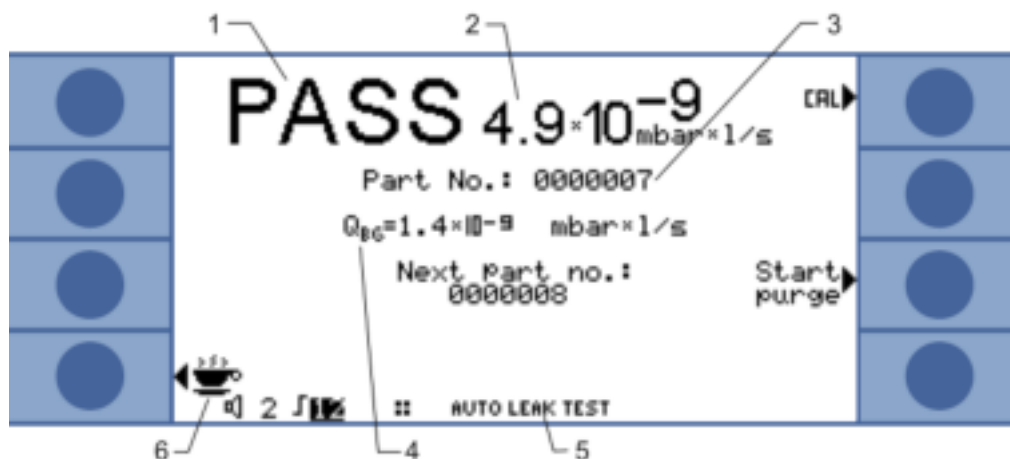 1 2 3
PASS 4.9×10⁻⁹ mbar×l/s
CAL
Part No.: 0000007
Q_BG=1.4×10⁻⁹ mbar×l/s
Next part no.:
0000008
Start
purge
2
AUTO LEAK TEST
6 4 5